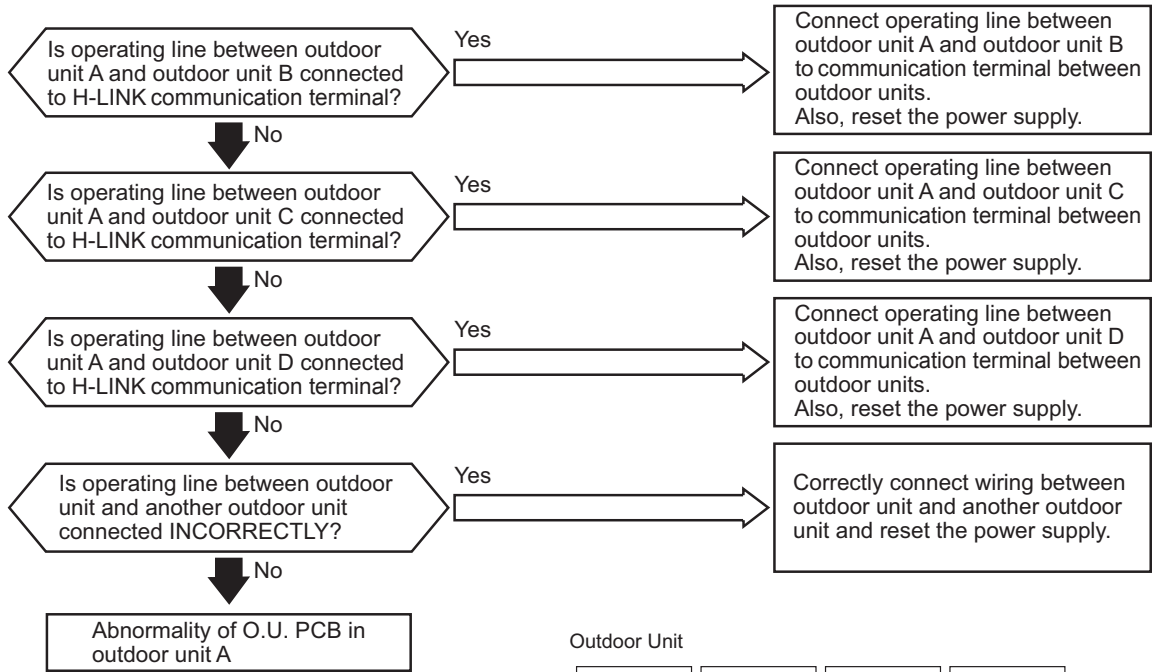 Is operating line between outdoor
unit A and outdoor unit B connected
to H-LINK communication terminal?
Yes
Connect operating line between
outdoor unit A and outdoor unit B
to communication terminal between
outdoor units.
Also, reset the power supply.
No
Is operating line between outdoor
unit A and outdoor unit C connected
to H-LINK communication terminal?
Yes
Connect operating line between
outdoor unit A and outdoor unit C
to communication terminal between
outdoor units.
Also, reset the power supply.
No
Is operating line between outdoor
unit A and outdoor unit D connected
to H-LINK communication terminal?
Yes
Connect operating line between
outdoor unit A and outdoor unit D
to communication terminal between
outdoor units.
Also, reset the power supply.
No
Is operating line between outdoor
unit and another outdoor unit
connected INCORRECTLY?
Yes
Correctly connect wiring between
outdoor unit and another outdoor
unit and reset the power supply.
No
Abnormality of O.U. PCB in
outdoor unit A
Outdoor Unit